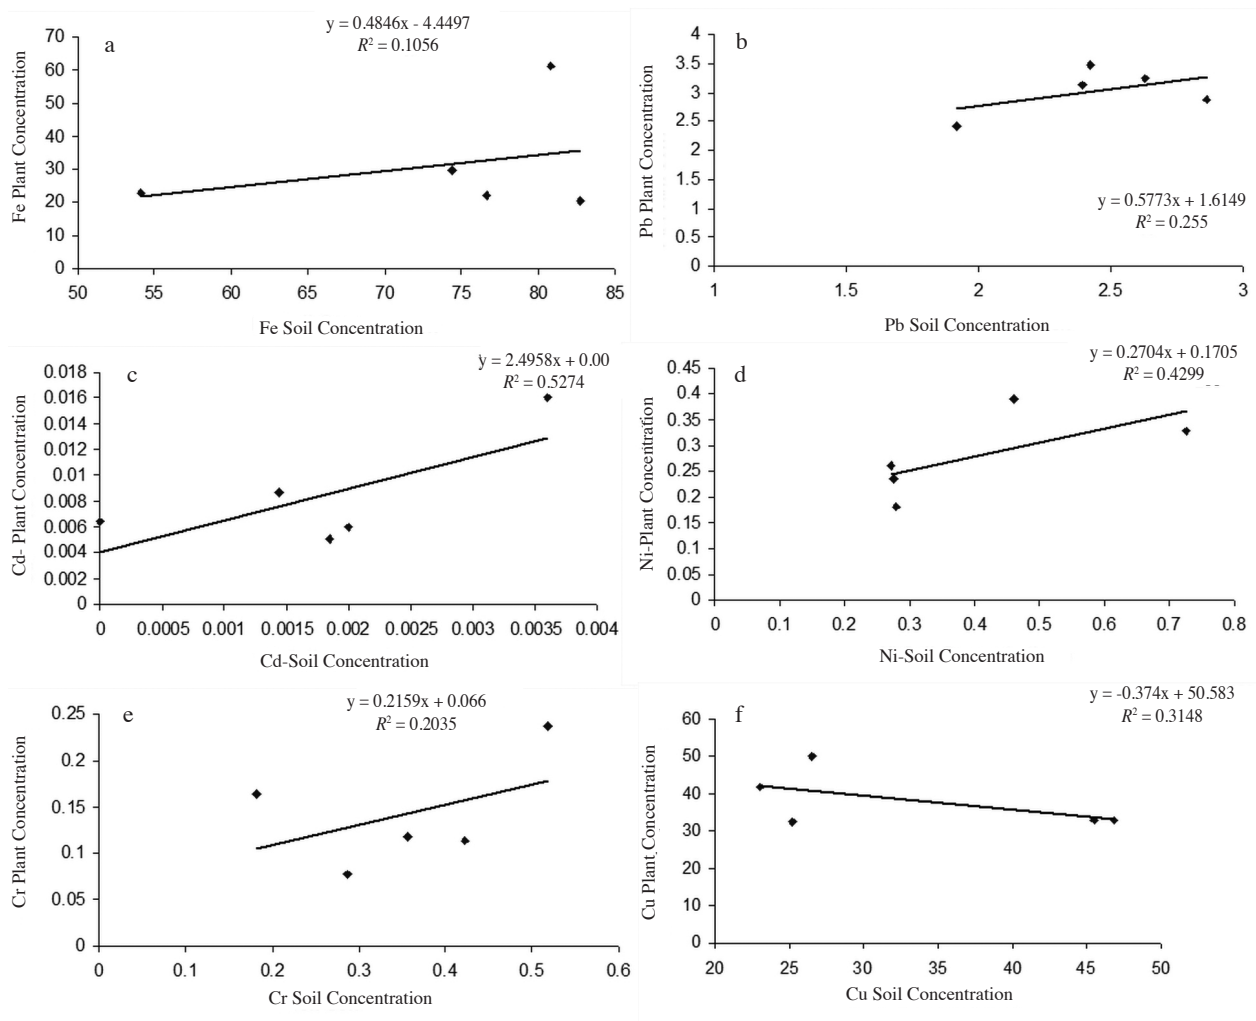 y = 0.4846x - 4.4497
R² = 0.1056
a
70
60
50
40
30
20
10
0
50 55 60 65 70 75 80 85
Fe Plant Concentration
Fe Soil Concentration
b
4
3.5
3
2.5
2
1.5
1
0.5
0
1 1.5 2 2.5 3
y = 0.5773x + 1.6149
R² = 0.255
Pb Plant Concentration
Pb Soil Concentration
c
y = 2.4958x + 0.00
R² = 0.5274
0.018
0.016
0.014
0.012
0.01
0.008
0.006
0.004
0.002
0
0 0.0005 0.001 0.0015 0.002 0.0025 0.003 0.0035 0.004
Cd- Plant Concentration
Cd-Soil Concentration
d
y = 0.2704x + 0.1705
R² = 0.4299
0.45
0.4
0.35
0.3
0.25
0.2
0.15
0.1
0.05
0
0 0.1 0.2 0.3 0.4 0.5 0.6 0.7 0.8
Ni-Plant Concentration
Ni-Soil Concentration
e
y = 0.2159x + 0.066
R² = 0.2035
0.25
0.2
0.15
0.1
0.05
0
0 0.1 0.2 0.3 0.4 0.5 0.6
Cr Plant Concentration
Cr Soil Concentration
f
y = -0.374x + 50.583
R² = 0.3148
60
50
40
30
20
10
0
20 25 30 35 40 45 50
Cu Plant Concentration
Cu Soil Concentration